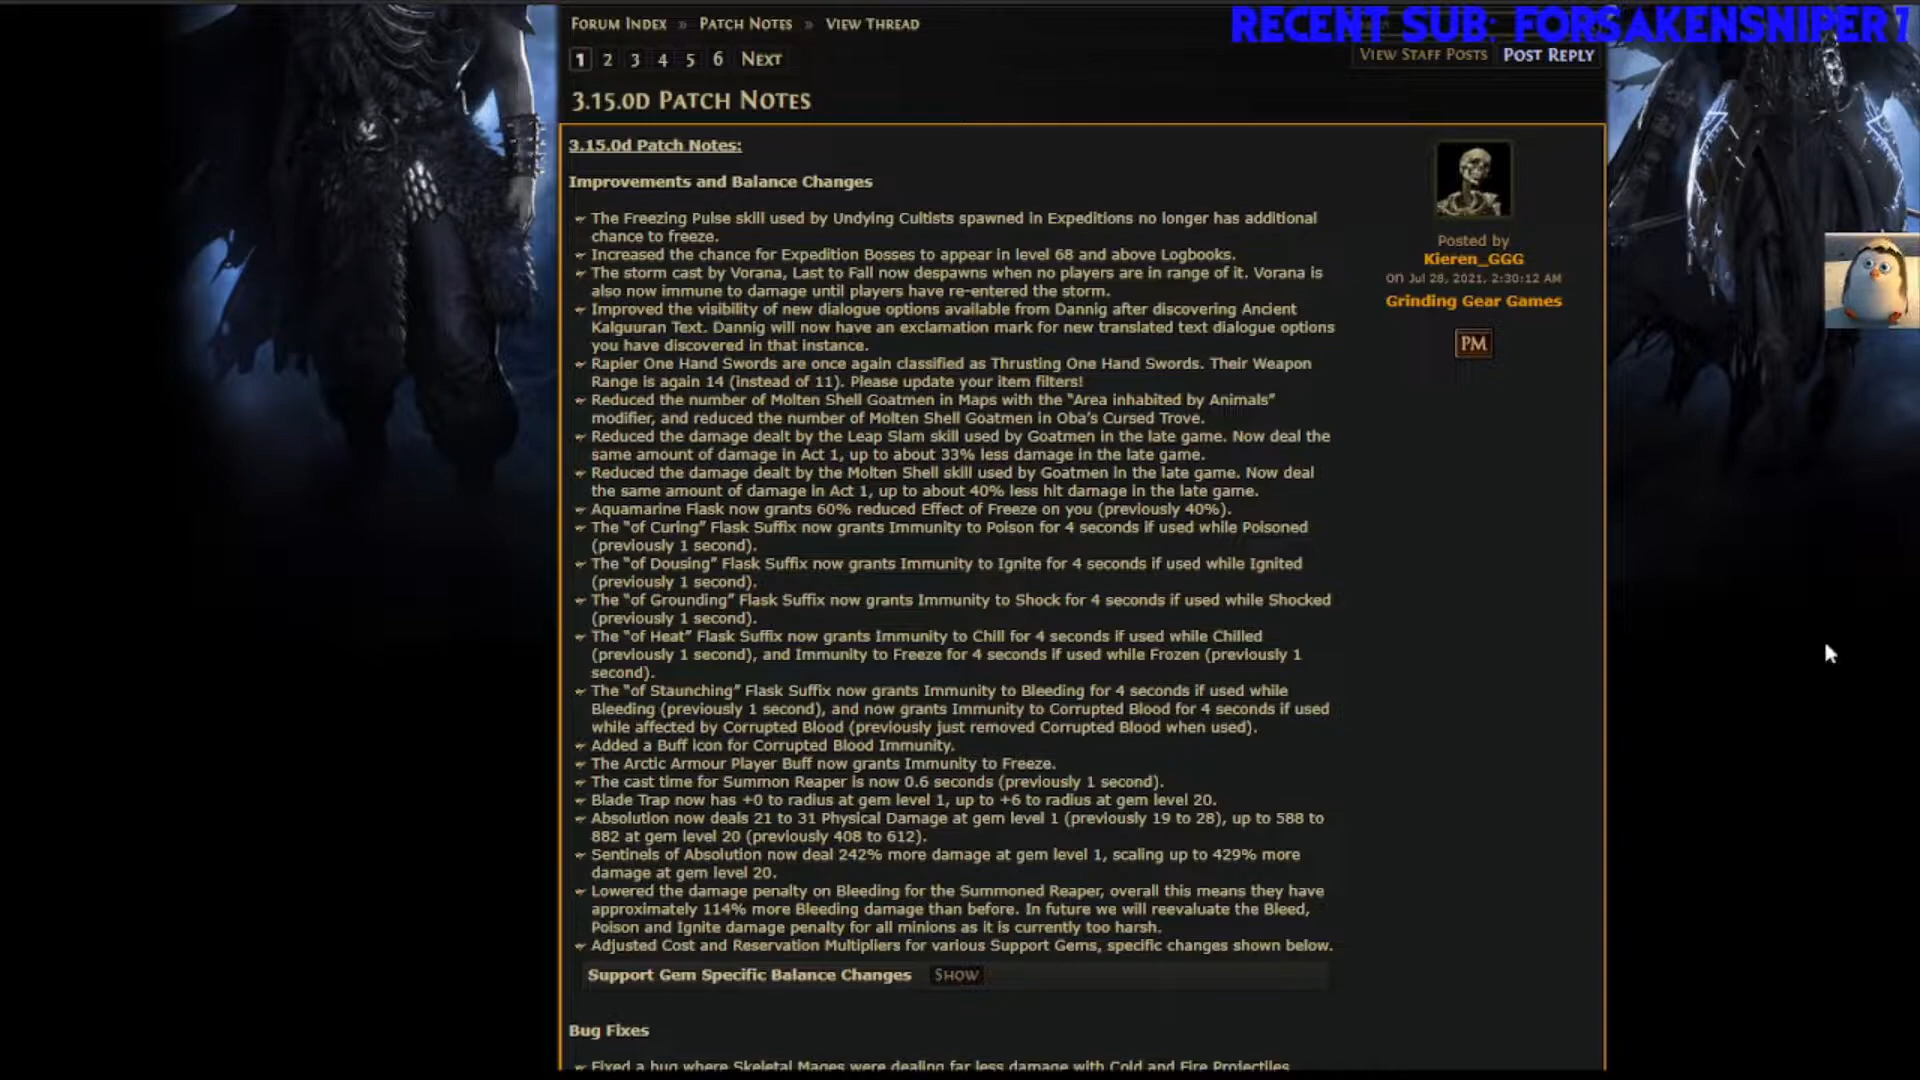 FORUM INDEX » PATCH NOTES » VIEW THREAD
RECENT SUB: FORSAKENSNIPER7
1 2 3 4 5 6 NEXT
VIEW STAFF POSTS POST REPLY
3.15.0D PATCH NOTES
3.15.0d Patch Notes:
Improvements and Balance Changes
The Freezing Pulse skill used by Undying Cultists spawned in Expeditions no longer has additional
chance to freeze.
Increased the chance for Expedition Bosses to appear in level 68 and above Logbooks.
The storm cast by Vorana, Last to Fall now despawns when no players are in range of it. Vorana is
also now immune to damage until players have re-entered the storm.
Improved the visibility of new dialogue options available from Dannig after discovering Ancient
Kalguuran Text. Dannig will now have an exclamation mark for new translated text dialogue options
you have discovered in that instance.
Rapier One Hand Swords are once again classified as Thrusting One Hand Swords. Their Weapon
Range is again 14 (instead of 11). Please update your item filters!
Reduced the number of Molten Shell Goatmen in Maps with the "Area inhabited by Animals"
modifier, and reduced the number of Molten Shell Goatmen in Oba's Cursed Trove.
Reduced the damage dealt by the Leap Slam skill used by Goatmen in the late game. Now deal the
same amount of damage in Act 1, up to about 33% less damage in the late game.
Reduced the damage dealt by the Molten Shell skill used by Goatmen in the late game. Now deal
the same amount of damage in Act 1, up to about 40% less hit damage in the late game.
Aquamarine Flask now grants 60% reduced Effect of Freeze on you (previously 40%).
The "of Curing" Flask Suffix now grants Immunity to Poison for 4 seconds if used while Poisoned
(previously 1 second).
The "of Dousing" Flask Suffix now grants Immunity to Ignite for 4 seconds if used while Ignited
(previously 1 second).
The "of Grounding" Flask Suffix now grants Immunity to Shock for 4 seconds if used while Shocked
(previously 1 second).
The "of Heat" Flask Suffix now grants Immunity to Chill for 4 seconds if used while Chilled
(previously 1 second), and Immunity to Freeze for 4 seconds if used while Frozen (previously 1
second).
The "of Staunching" Flask Suffix now grants Immunity to Bleeding for 4 seconds if used while
Bleeding (previously 1 second), and now grants Immunity to Corrupted Blood for 4 seconds if used
while affected by Corrupted Blood (previously just removed Corrupted Blood when used).
Added a Buff icon for Corrupted Blood Immunity.
The Arctic Armour Player Buff now grants Immunity to Freeze.
The cast time for Summon Reaper is now 0.6 seconds (previously 1 second).
Blade Trap now has +0 to radius at gem level 1, up to +6 to radius at gem level 20.
Absolution now deals 21 to 31 Physical Damage at gem level 1 (previously 19 to 28), up to 588 to
882 at gem level 20 (previously 408 to 612).
Sentinels of Absolution now deal 242% more damage at gem level 1, scaling up to 429% more
damage at gem level 20.
Lowered the damage penalty on Bleeding for the Summoned Reaper, overall this means they have
approximately 114% more Bleeding damage than before. In future we will reevaluate the Bleed,
Poison and Ignite damage penalty for all minions as it is currently too harsh.
Adjusted Cost and Reservation Multipliers for various Support Gems, specific changes shown below.
Support Gem Specific Balance Changes SHOW
Bug Fixes
Fixed a bug where Skeletal Mages were dealing far less damage with Cold and Fire Projectiles
Posted by
Kieren_GGG
on Jul 28, 2021, 2:30:12 AM
Grinding Gear Games
PM